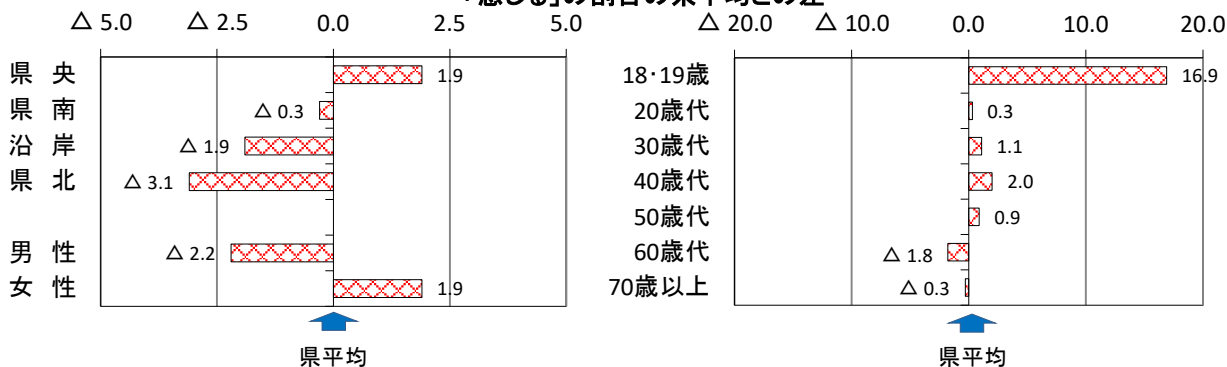 「感じる」の割合の県平均との差
△ 5.0 △ 2.5 0.0 2.5 5.0
県 央 1.9
県 南 △ 0.3
沿 岸 △ 1.9
県 北 △ 3.1
男 性 △ 2.2
女 性 1.9
県平均
△ 20.0 △ 10.0 0.0 10.0 20.0
18･19歳 16.9
20歳代 0.3
30歳代 1.1
40歳代 2.0
50歳代 0.9
60歳代 △ 1.8
70歳以上 △ 0.3
県平均